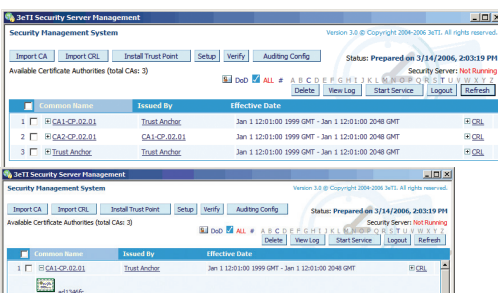 3eTI Security Server Management
Security Management System
Version 3.0 @ Copyright 2004-2006 3eTI. All rights reserved.
Import CA Import CRL Install Trust Point Setup Verify Auditing Config
Status: Prepared on 3/14/2006, 2:03:19 PM
Available Certificate Authorities (total CAs: 3)
Security Server: Not Running
DoD ALL # A B C D E F G H I J K L M N O P Q R S T U V W X Y Z
Delete View Log Start Service Logout Refresh
Common Name Issued By Effective Date
1 CA1-CP.02.01 Trust Anchor Jan 1 12:01:00 1999 GMT - Jan 1 12:01:00 2048 GMT CRL
2 CA2-CP.02.01 CA1-CP.02.01 Jan 1 12:01:00 1999 GMT - Jan 1 12:01:00 2048 GMT CRL
3 Trust Anchor Trust Anchor Jan 1 12:01:00 1999 GMT - Jan 1 12:01:00 2048 GMT CRL
3eTI Security Server Management
Security Management System
Version 3.0 @ Copyright 2004-2006 3eTI. All rights reserved.
Import CA Import CRL Install Trust Point Setup Verify Auditing Config
Status: Prepared on 3/14/2006, 2:03:19 PM
Available Certificate Authorities (total CAs: 3)
Security Server: Not Running
DoD ALL # A B C D E F G H I J K L M N O P Q R S T U V W X Y Z
Delete View Log Start Service Logout Refresh
Common Name Issued By Effective Date
1 CA1-CP.02.01 Trust Anchor Jan 1 12:01:00 1999 GMT - Jan 1 12:01:00 2048 GMT CRL